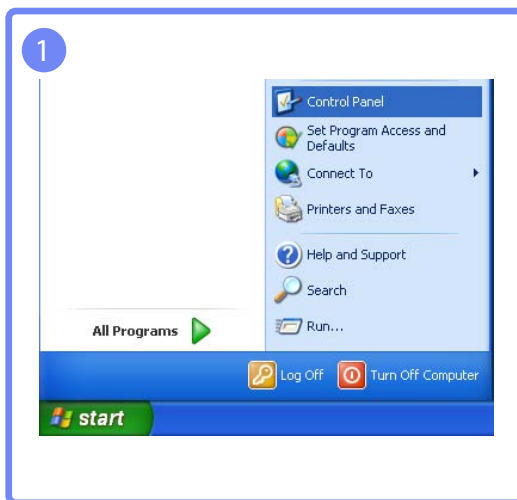 1
Control Panel
Set Program Access and
Defaults
Connect To
Printers and Faxes
Help and Support
Search
Run...
All Programs
Log Off
Turn Off Computer
start